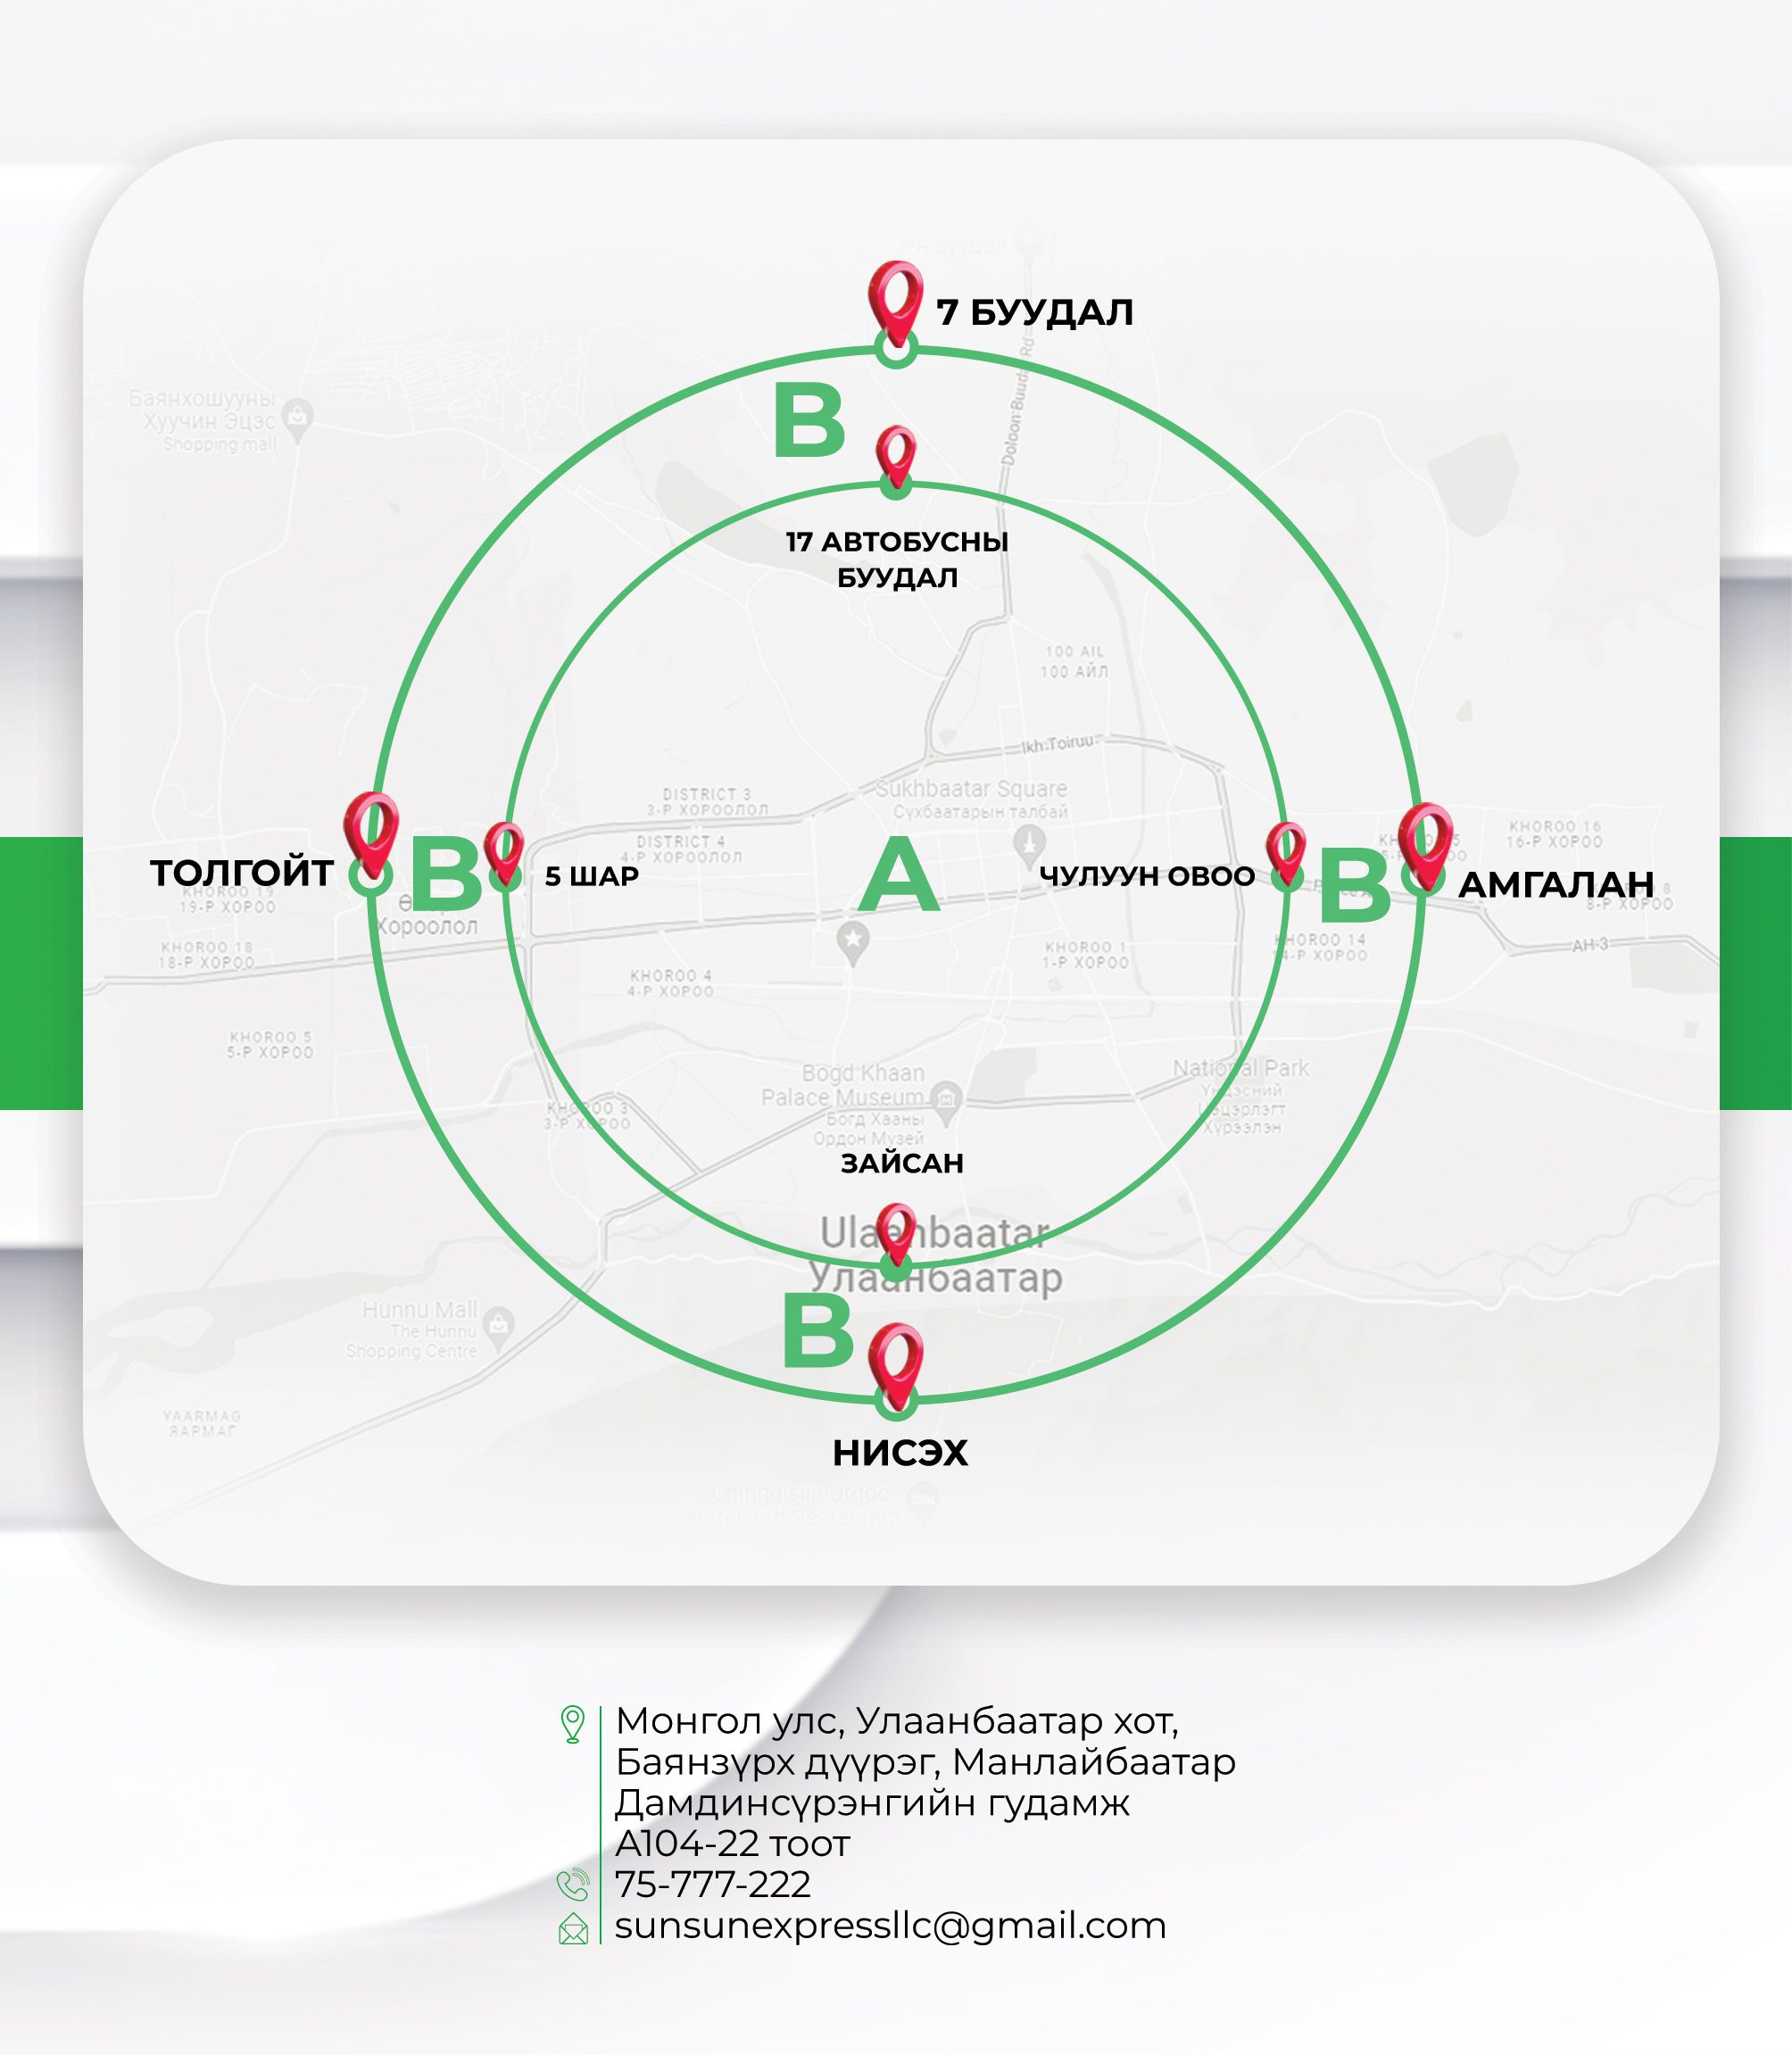 7-н буудал
7 БУУДАЛ
Doloon Buudal Rd
Баянхошууны
Хуучин Эцэс
Shopping mall
B
17 АВТОБУСНЫ
БУУДАЛ
100 AIL
100 АЙЛ
Ikh Toiruu
DISTRICT 3
3-Р ХОРООЛОЛ
Sukhbaatar Square
Сүхбаатарын талбай
DISTRICT 4
4-Р ХОРООЛОЛ
KHOROO 16
16-Р ХОРОО
ТОЛГОЙТ
B
5 ШАР
A
ЧУЛУУН ОВОО
B
АМГАЛАН
KHOROO 19
19-Р ХОРОО
Хороолол
8-Р ХОРОО
KHOROO 18
18-Р ХОРОО
KHOROO 1
1-Р ХОРОО
KHOROO 14
14-Р ХОРОО
AH-3
KHOROO 4
4-Р ХОРОО
KHOROO 5
5-Р ХОРОО
Bogd Khaan
Palace Museum
Богд Хааны
Ордон Музей
National Park
Үндэсний
Цэцэрлэгт
Хүрээлэн
KHOROO 3
3-Р ХОРОО
ЗАЙСАН
Ulaanbaatar
Улаанбаатар
B
Hunnu Mall
The Hunnu
Shopping Centre
YAARMAG
ЯАРМАГ
НИСЭХ
Chinggisiin Urgoo
Hotel and Restaurant
Монгол улс, Улаанбаатар хот,
Баянзүрх дүүрэг, Манлайбаатар
Дамдинсүрэнгийн гудамж
А104-22 тоот
75-777-222
sunsunexpressllc@gmail.com